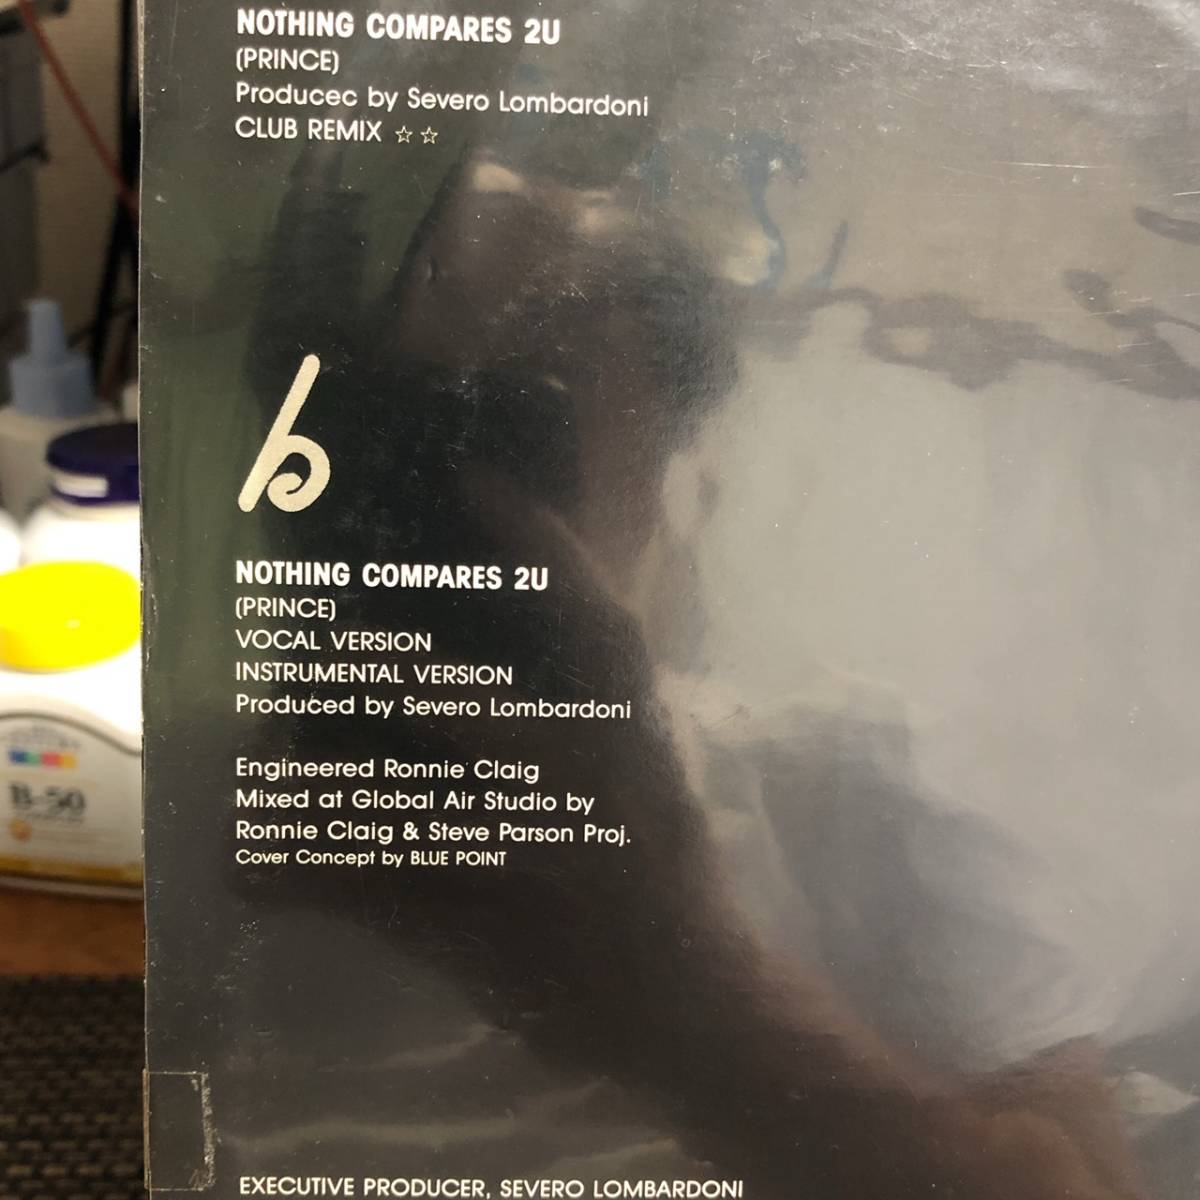 NOTHING COMPARES 2U
(PRINCE)
Producec by Severo Lombardoni
CLUB REMIX ☆☆
b
NOTHING COMPARES 2U
(PRINCE)
VOCAL VERSION
INSTRUMENTAL VERSION
Produced by Severo Lombardoni
Engineered Ronnie Claig
Mixed at Global Air Studio by
Ronnie Claig & Steve Parson Proj.
Cover Concept by BLUE POINT
EXECUTIVE PRODUCER, SEVERO LOMBARDONI
B-50